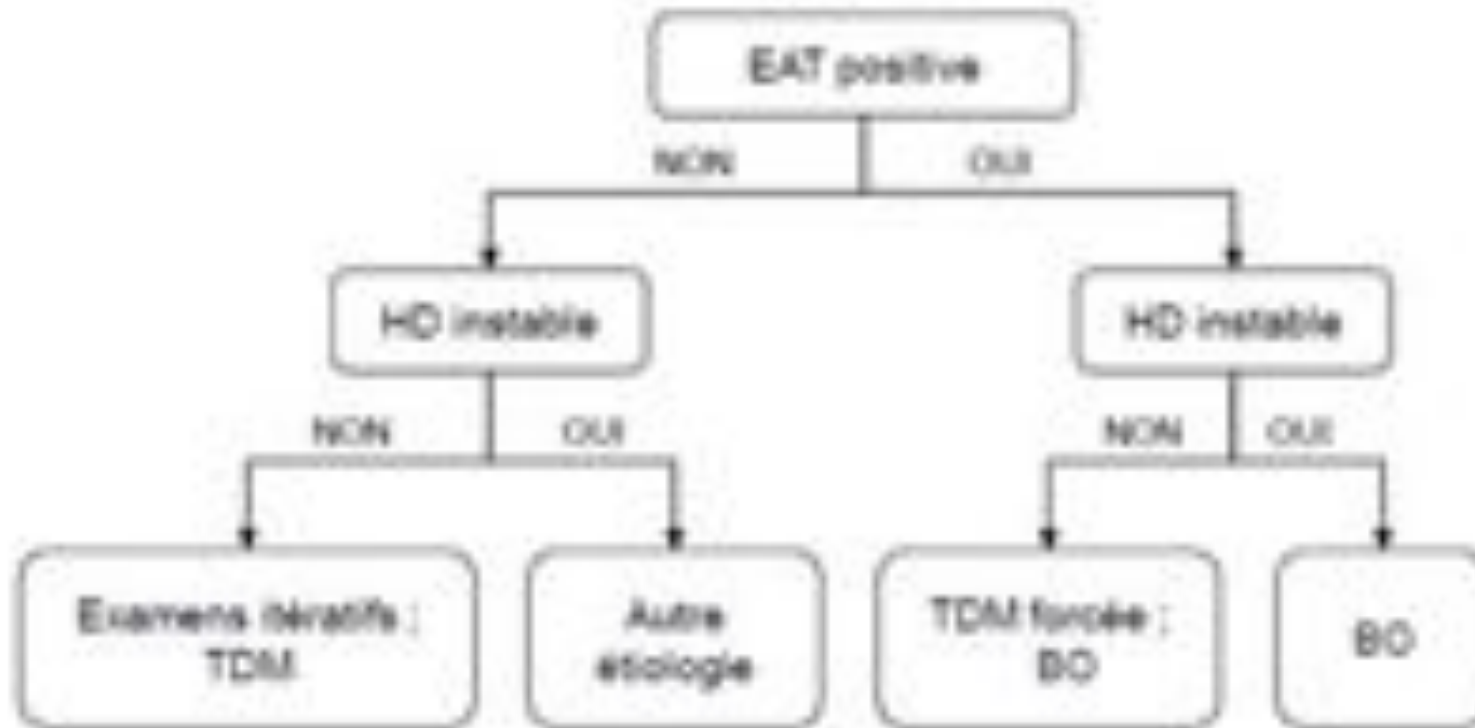 EAT positive
NON
OUI
HD instable
HD instable
NON
OUI
NON
OUI
Examens itératifs ;
TDM
Autre
étiologie
TDM forcée ;
BO
BO